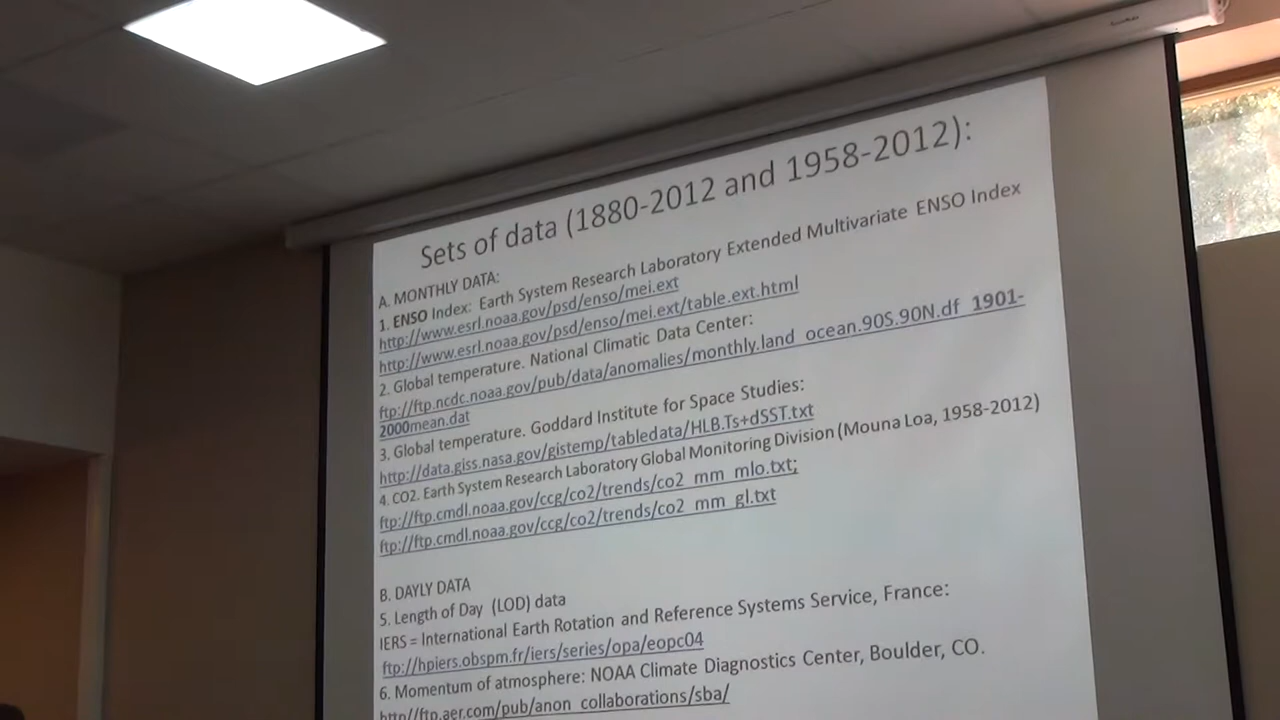 Sets of data (1880-2012 and 1958-2012):
A. MONTHLY DATA:
1. ENSO Index: Earth System Research Laboratory Extended Multivariate ENSO Index
http://www.esrl.noaa.gov/psd/enso/mei.ext
http://www.esrl.noaa.gov/psd/enso/mei.ext/table.ext.html
2. Global temperature. National Climatic Data Center:
ftp://ftp.ncdc.noaa.gov/pub/data/anomalies/monthly.land_ocean.90S.90N.df_1901-
2000mean.dat
3. Global temperature. Goddard Institute for Space Studies:
http://data.giss.nasa.gov/gistemp/tabledata/HLB.Ts+dSST.txt
4. CO2. Earth System Research Laboratory Global Monitoring Division (Mouna Loa, 1958-2012)
ftp://ftp.cmdl.noaa.gov/ccg/co2/trends/co2_mm_mlo.txt;
ftp://ftp.cmdl.noaa.gov/ccg/co2/trends/co2_mm_gl.txt
B. DAYLY DATA
5. Length of Day (LOD) data
IERS = International Earth Rotation and Reference Systems Service, France:
ftp://hpiers.obspm.fr/iers/series/opa/eopc04
6. Momentum of atmosphere: NOAA Climate Diagnostics Center, Boulder, CO.
http//ftp.aer.com/pub/anon_collaborations/sba/